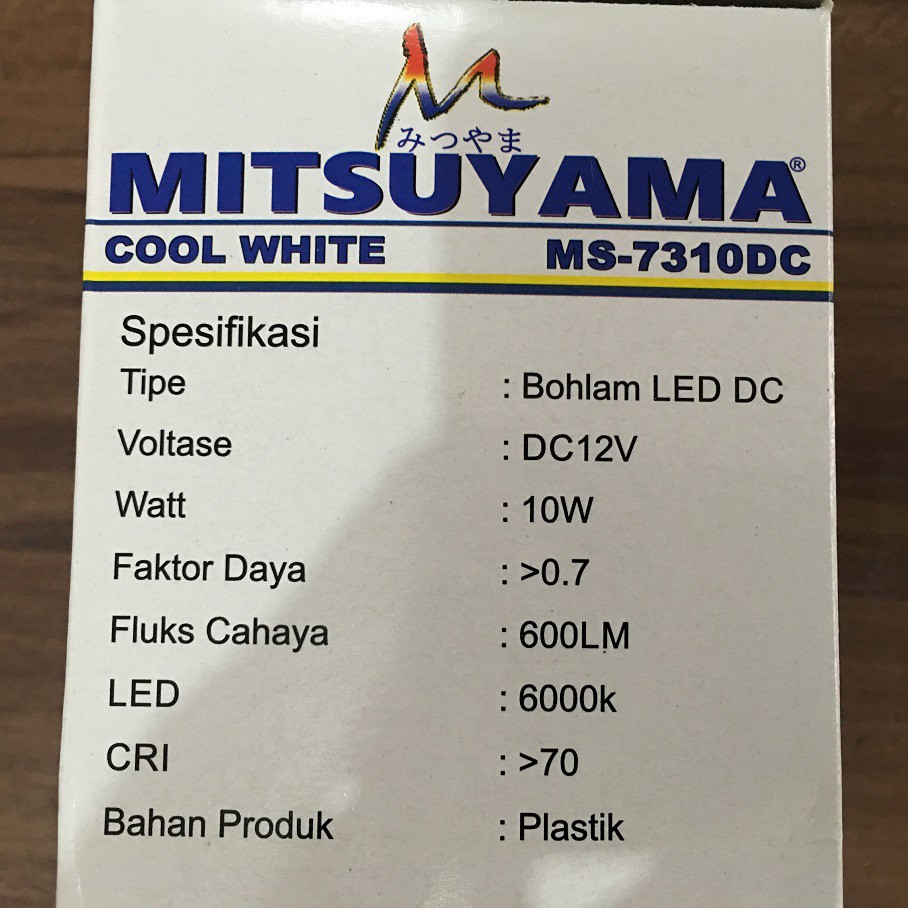 みつやま
MITSUYAMA®
COOL WHITE MS-7310DC
Spesifikasi
Tipe : Bohlam LED DC
Voltase : DC12V
Watt : 10W
Faktor Daya : >0.7
Fluks Cahaya : 600LM
LED : 6000k
CRI : >70
Bahan Produk : Plastik